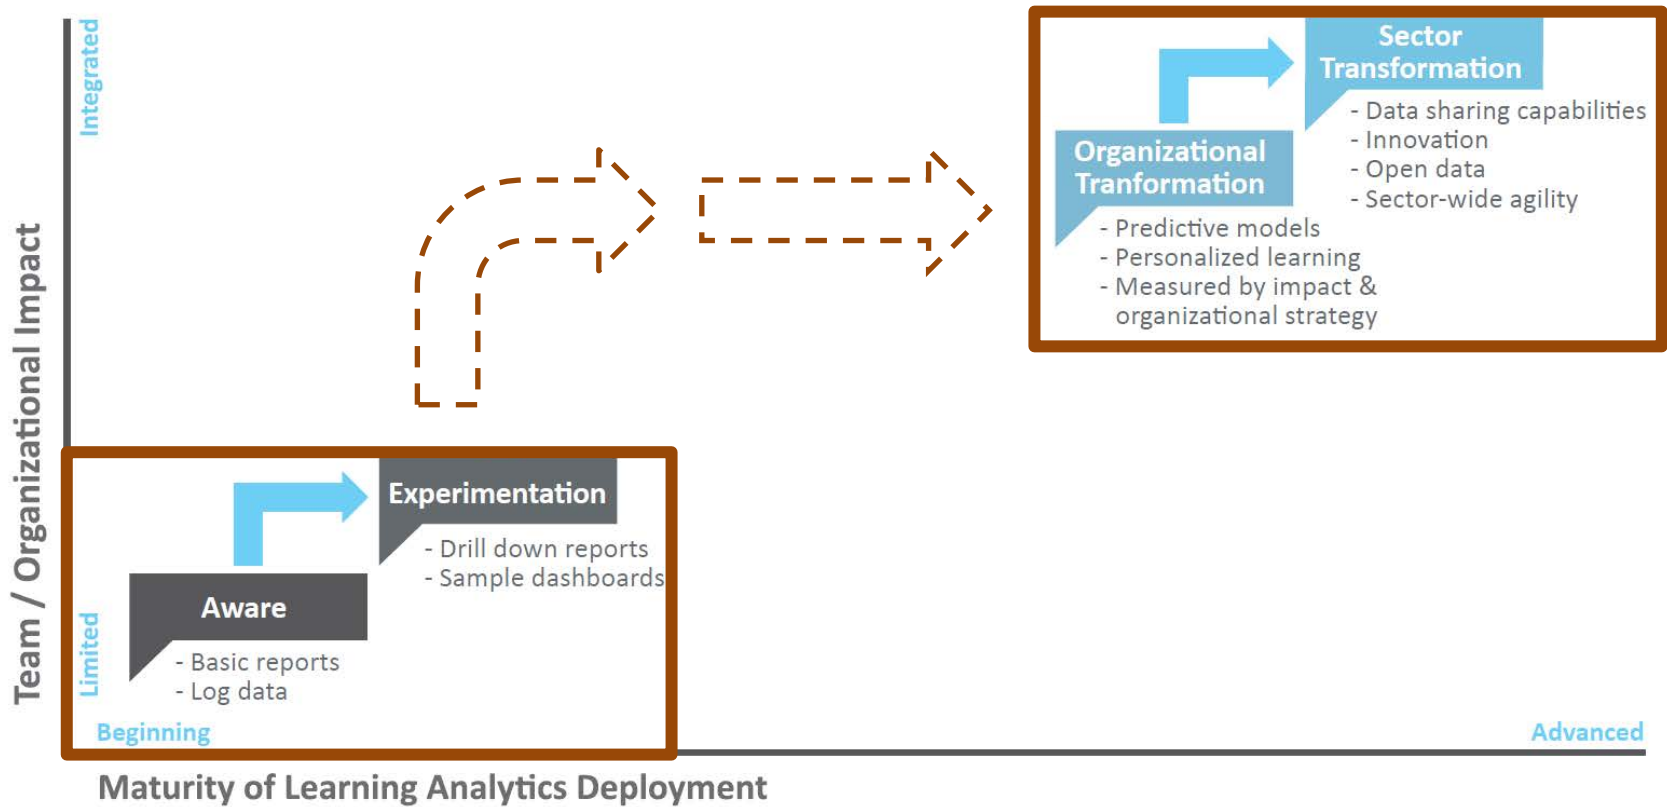 Team / Organizational Impact
Integrated
Limited
Sector
Transformation
- Data sharing capabilities
- Innovation
- Open data
- Sector-wide agility
Organizational
Tranformation
- Predictive models
- Personalized learning
- Measured by impact &
organizational strategy
Experimentation
- Drill down reports
- Sample dashboards
Aware
- Basic reports
- Log data
Beginning
Advanced
Maturity of Learning Analytics Deployment